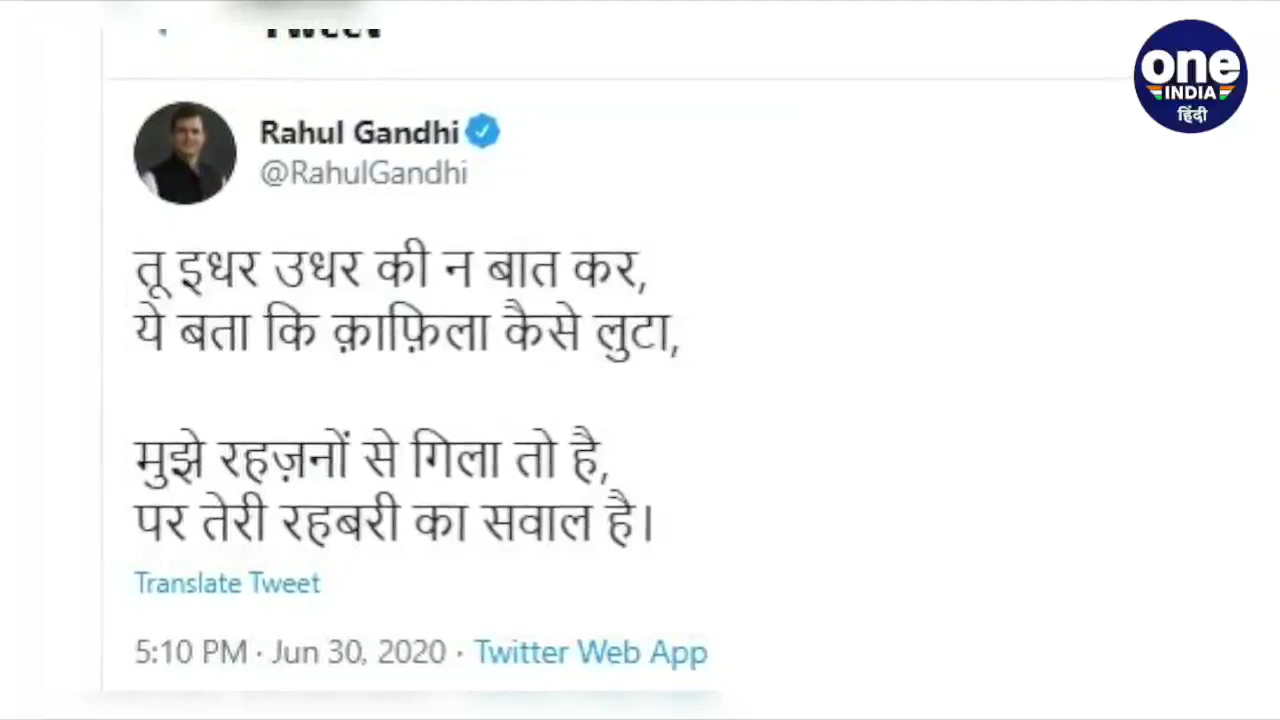 Tweet
one
INDIA
हिंदी
Rahul Gandhi
@RahulGandhi
तू इधर उधर की न बात कर,
ये बता कि क़ाफ़िला कैसे लुटा,
मुझे रहज़नों से गिला तो है,
पर तेरी रहबरी का सवाल है।
Translate Tweet
5:10 PM · Jun 30, 2020 · Twitter Web App